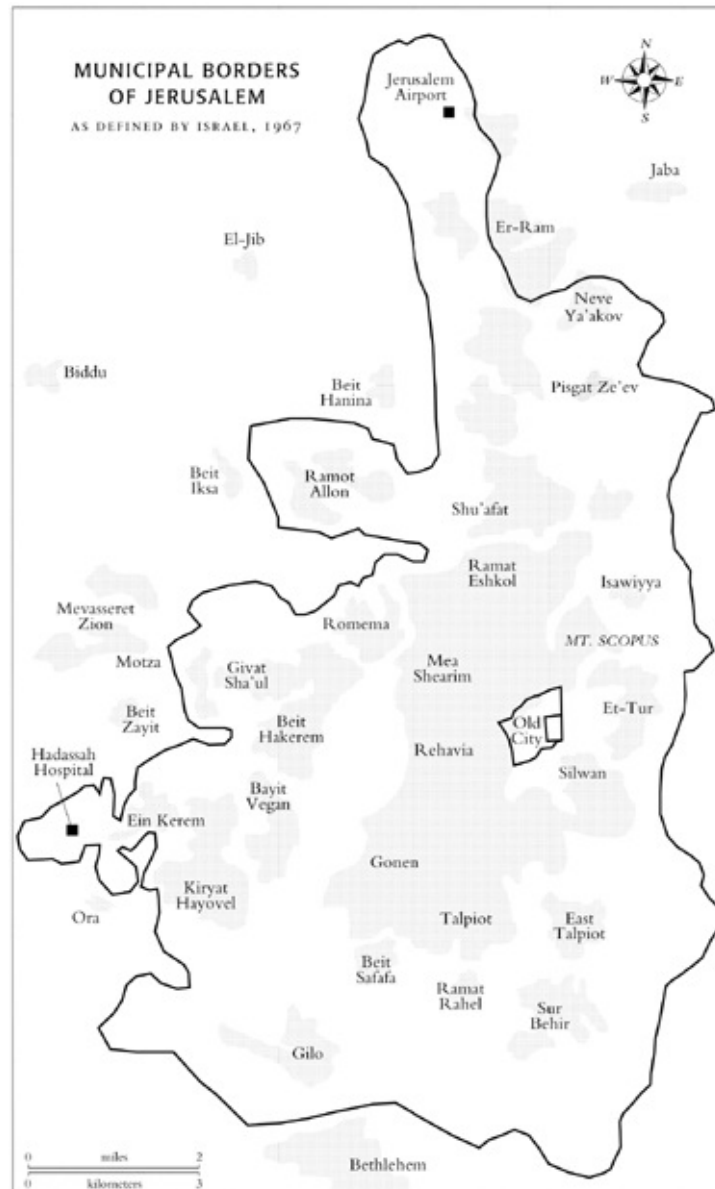 MUNICIPAL BORDERS
OF JERUSALEM
AS DEFINED BY ISRAEL, 1967
N
W
E
S
Jerusalem
Airport
Jaba
Er-Ram
El-Jib
Neve
Ya'akov
Biddu
Beit
Hanina
Pisgat Ze'ev
Beit
Iksa
Ramot
Allon
Shu'afat
Ramat
Eshkol
Isawiyya
Mevasseret
Zion
Romema
MT. SCOPUS
Motza
Givat
Sha'ul
Mea
Shearim
Beit
Zayit
Beit
Hakerem
Old
City
Et-Tur
Hadassah
Hospital
Rehavia
Silwan
Bayit
Vegan
Ein Kerem
Gonen
Kiryat
Hayovel
Ora
Talpiot
East
Talpiot
Beit
Safafa
Ramat
Rahel
Sur
Behir
Gilo
Bethlehem
0 miles 2
0 kilometers 3